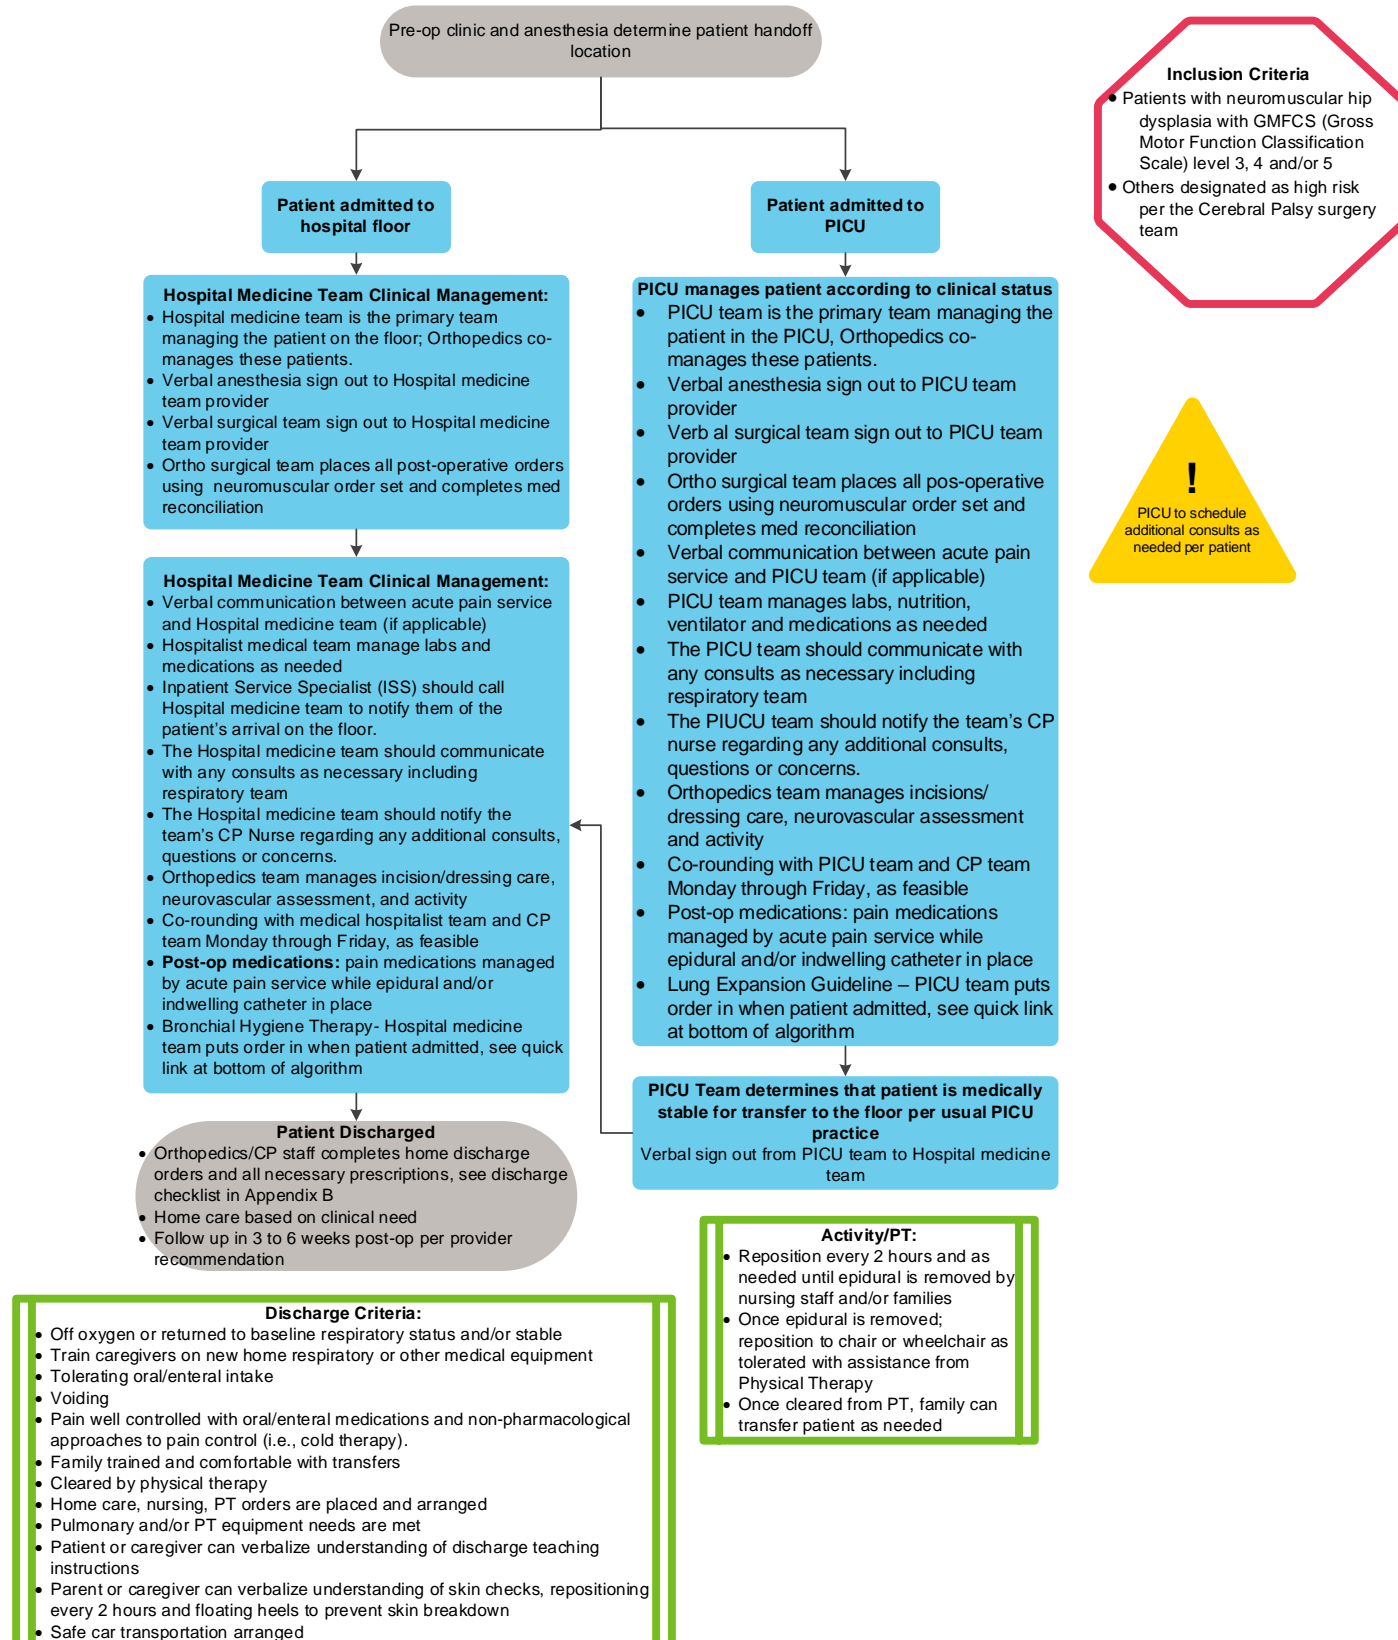 Pre-op clinic and anesthesia determine patient handoff
location
Inclusion Criteria
• Patients with neuromuscular hip
dysplasia with GMFCS (Gross
Motor Function Classification
Scale) level 3, 4 and/or 5
• Others designated as high risk
per the Cerebral Palsy surgery
team
Patient admitted to
hospital floor
Patient admitted to
PICU
Hospital Medicine Team Clinical Management:
• Hospital medicine team is the primary team
managing the patient on the floor; Orthopedics co-
manages these patients.
• Verbal anesthesia sign out to Hospital medicine
team provider
• Verbal surgical team sign out to Hospital medicine
team provider
• Ortho surgical team places all post-operative orders
using neuromuscular order set and completes med
reconciliation
Hospital Medicine Team Clinical Management:
• Verbal communication between acute pain service
and Hospital medicine team (if applicable)
• Hospitalist medical team manage labs and
medications as needed
• Inpatient Service Specialist (ISS) should call
Hospital medicine team to notify them of the
patient's arrival on the floor.
• The Hospital medicine team should communicate
with any consults as necessary including
respiratory team
• The Hospital medicine team should notify the
team's CP Nurse regarding any additional consults,
questions or concerns.
• Orthopedics team manages incision/dressing care,
neurovascular assessment, and activity
• Co-rounding with medical hospitalist team and CP
team Monday through Friday, as feasible
• Post-op medications: pain medications managed
by acute pain service while epidural and/or
indwelling catheter in place
• Bronchial Hygiene Therapy- Hospital medicine
team puts order in when patient admitted, see quick
link at bottom of algorithm
PICU manages patient according to clinical status
• PICU team is the primary team managing the
patient in the PICU, Orthopedics co-
manages these patients.
• Verbal anesthesia sign out to PICU team
provider
• Verb al surgical team sign out to PICU team
provider
• Ortho surgical team places all pos-operative
orders using neuromuscular order set and
completes med reconciliation
• Verbal communication between acute pain
service and PICU team (if applicable)
• PICU team manages labs, nutrition,
ventilator and medications as needed
• The PICU team should communicate with
any consults as necessary including
respiratory team
• The PIUCU team should notify the team's CP
nurse regarding any additional consults,
questions or concerns.
• Orthopedics team manages incisions/
dressing care, neurovascular assessment
and activity
• Co-rounding with PICU team and CP team
Monday through Friday, as feasible
• Post-op medications: pain medications
managed by acute pain service while
epidural and/or indwelling catheter in place
• Lung Expansion Guideline – PICU team puts
order in when patient admitted, see quick link
at bottom of algorithm
!
PICU to schedule
additional consults as
needed per patient
PICU Team determines that patient is medically
stable for transfer to the floor per usual PICU
practice
Verbal sign out from PICU team to Hospital medicine
team
Patient Discharged
• Orthopedics/CP staff completes home discharge
orders and all necessary prescriptions, see discharge
checklist in Appendix B
• Home care based on clinical need
• Follow up in 3 to 6 weeks post-op per provider
recommendation
Activity/PT:
• Reposition every 2 hours and as
needed until epidural is removed by
nursing staff and/or families
• Once epidural is removed;
reposition to chair or wheelchair as
tolerated with assistance from
Physical Therapy
• Once cleared from PT, family can
transfer patient as needed
Discharge Criteria:
• Off oxygen or returned to baseline respiratory status and/or stable
• Train caregivers on new home respiratory or other medical equipment
• Tolerating oral/enteral intake
• Voiding
• Pain well controlled with oral/enteral medications and non-pharmacological
approaches to pain control (i.e., cold therapy).
• Family trained and comfortable with transfers
• Cleared by physical therapy
• Home care, nursing, PT orders are placed and arranged
• Pulmonary and/or PT equipment needs are met
• Patient or caregiver can verbalize understanding of discharge teaching
instructions
• Parent or caregiver can verbalize understanding of skin checks, repositioning
every 2 hours and floating heels to prevent skin breakdown
• Safe car transportation arranged